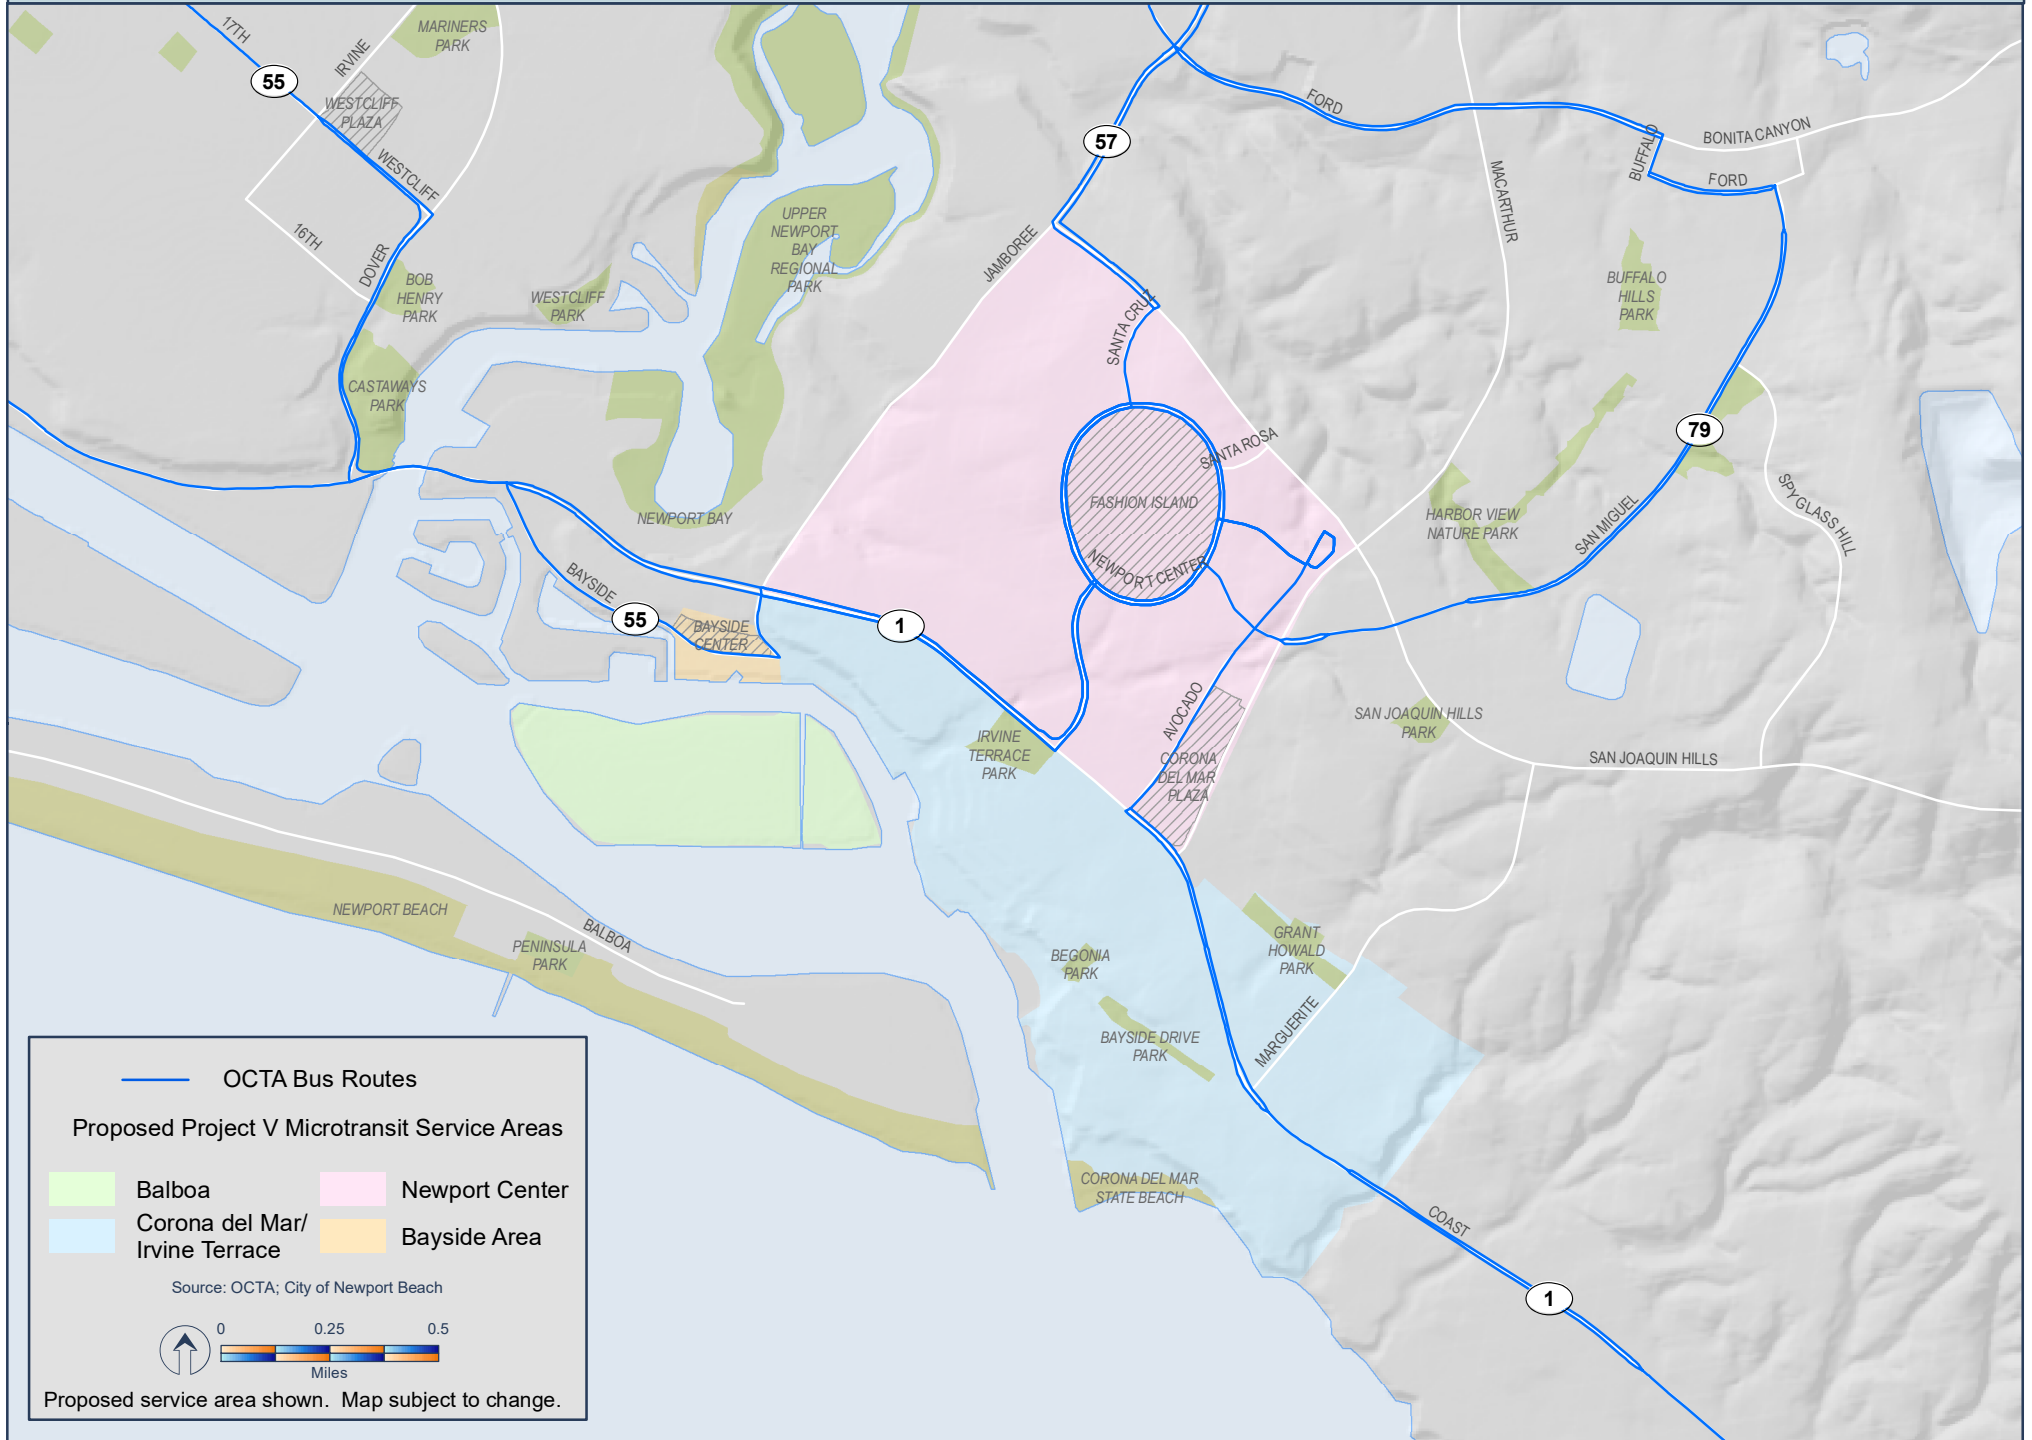 17TH
IRVINE
MARINERS
PARK
55
WESTCLIFF
PLAZA
WESTCLIFF
16TH
DOVER
BOB
HENRY
PARK
WESTCLIFF
PARK
CASTAWAYS
PARK
UPPER
NEWPORT
BAY
REGIONAL
PARK
NEWPORT BAY
57
JAMBOREE
FORD
MACARTHUR
BUFFALO
BONITA CANYON
FORD
BUFFALO
HILLS
PARK
SANTA CRUZ
SANTA ROSA
FASHION ISLAND
NEWPORT CENTER
79
HARBOR VIEW
NATURE PARK
SAN MIGUEL
SPY GLASS HILL
BAYSIDE
55
BAYSIDE
CENTER
1
AVOCADO
IRVINE
TERRACE
PARK
CORONA
DEL MAR
PLAZA
SAN JOAQUIN HILLS
PARK
SAN JOAQUIN HILLS
NEWPORT BEACH
PENINSULA
PARK
BALBOA
BEGONIA
PARK
GRANT
HOWALD
PARK
BAYSIDE DRIVE
PARK
MARGUERITE
CORONA DEL MAR
STATE BEACH
COAST
1
OCTA Bus Routes
Proposed Project V Microtransit Service Areas
Balboa
Newport Center
Corona del Mar/
Irvine Terrace
Bayside Area
Source: OCTA; City of Newport Beach
0 0.25 0.5
Miles
Proposed service area shown. Map subject to change.